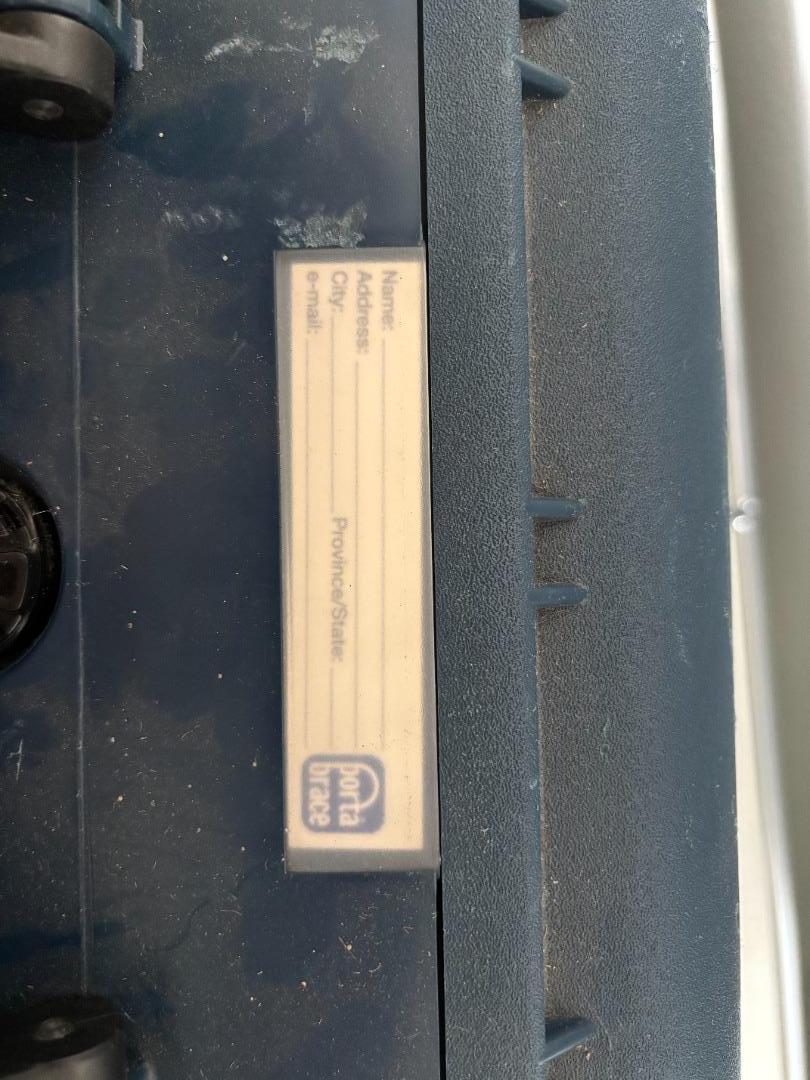 Name:
Address:
City: Province/State:
e-mail:
porta
brace